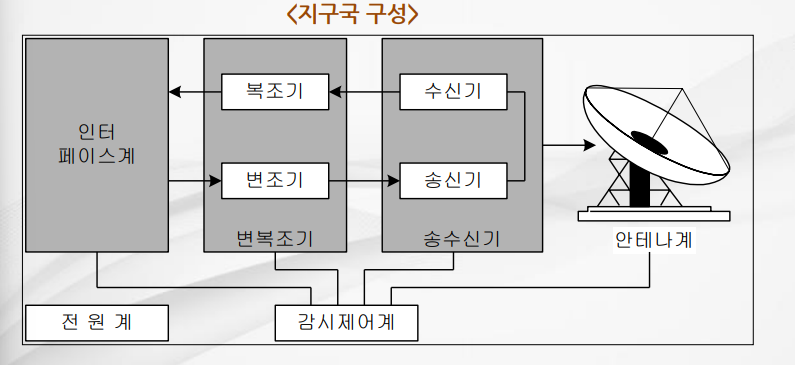 <지구국 구성>
인터
페이스계
복조기
변조기
변복조기
수신기
송신기
송수신기
안테나계
전 원 계
감시제어계